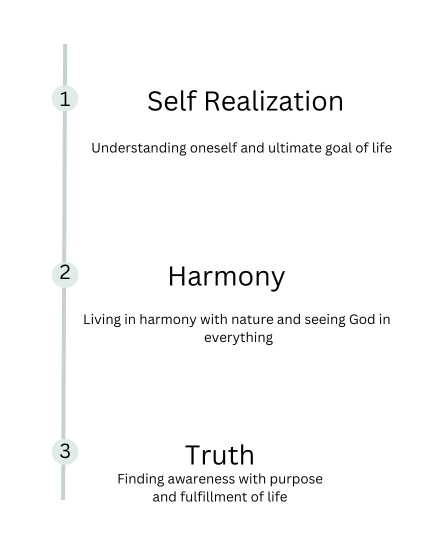 1
Self Realization
Understanding oneself and ultimate goal of life
2
Harmony
Living in harmony with nature and seeing God in
everything
3
Truth
Finding awareness with purpose
and fulfillment of life